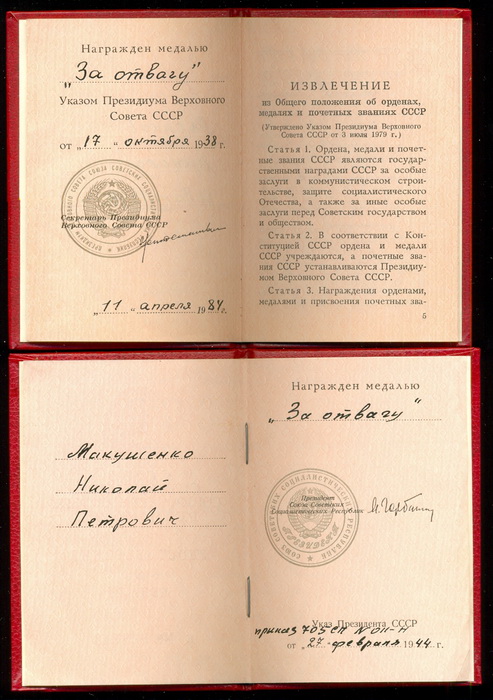 Награжден медалью
"За отвагу"
Указом Президиума Верховного
Совета СССР
от „17 „ октября 1938 г.
Секретарь Президиума
Верховного Совета СССР
„11 „ апреля 1984 г.
ИЗВЛЕЧЕНИЕ
из Общего положения об орденах,
медалях и почетных званиях СССР
(Утверждено Указом Президиума Верховного
Совета СССР от 3 июля 1979 г.)
Статья 1. Ордена, медали и почет-
ные звания СССР являются государ-
ственными наградами СССР за особые
заслуги в коммунистическом строи-
тельстве, защите социалистического
Отечества, а также за иные особые
заслуги перед Советским государством
и обществом.
Статья 2. В соответствии с Кон-
ституцией СССР ордена и медали
СССР учреждаются, а почетные зва-
ния СССР устанавливаются Президиу-
мом Верховного Совета СССР.
Статья 3. Награждения орденами,
медалями и присвоения почетных зва-
5
Макушенко
Николай
Петрович
Награжден медалью
"За отвагу"
Президент
Союза Советских
Социалистических Республик
Указ Президента СССР
приказ 705 СП № 011-Н
от „27 „ февраля 1944 г.